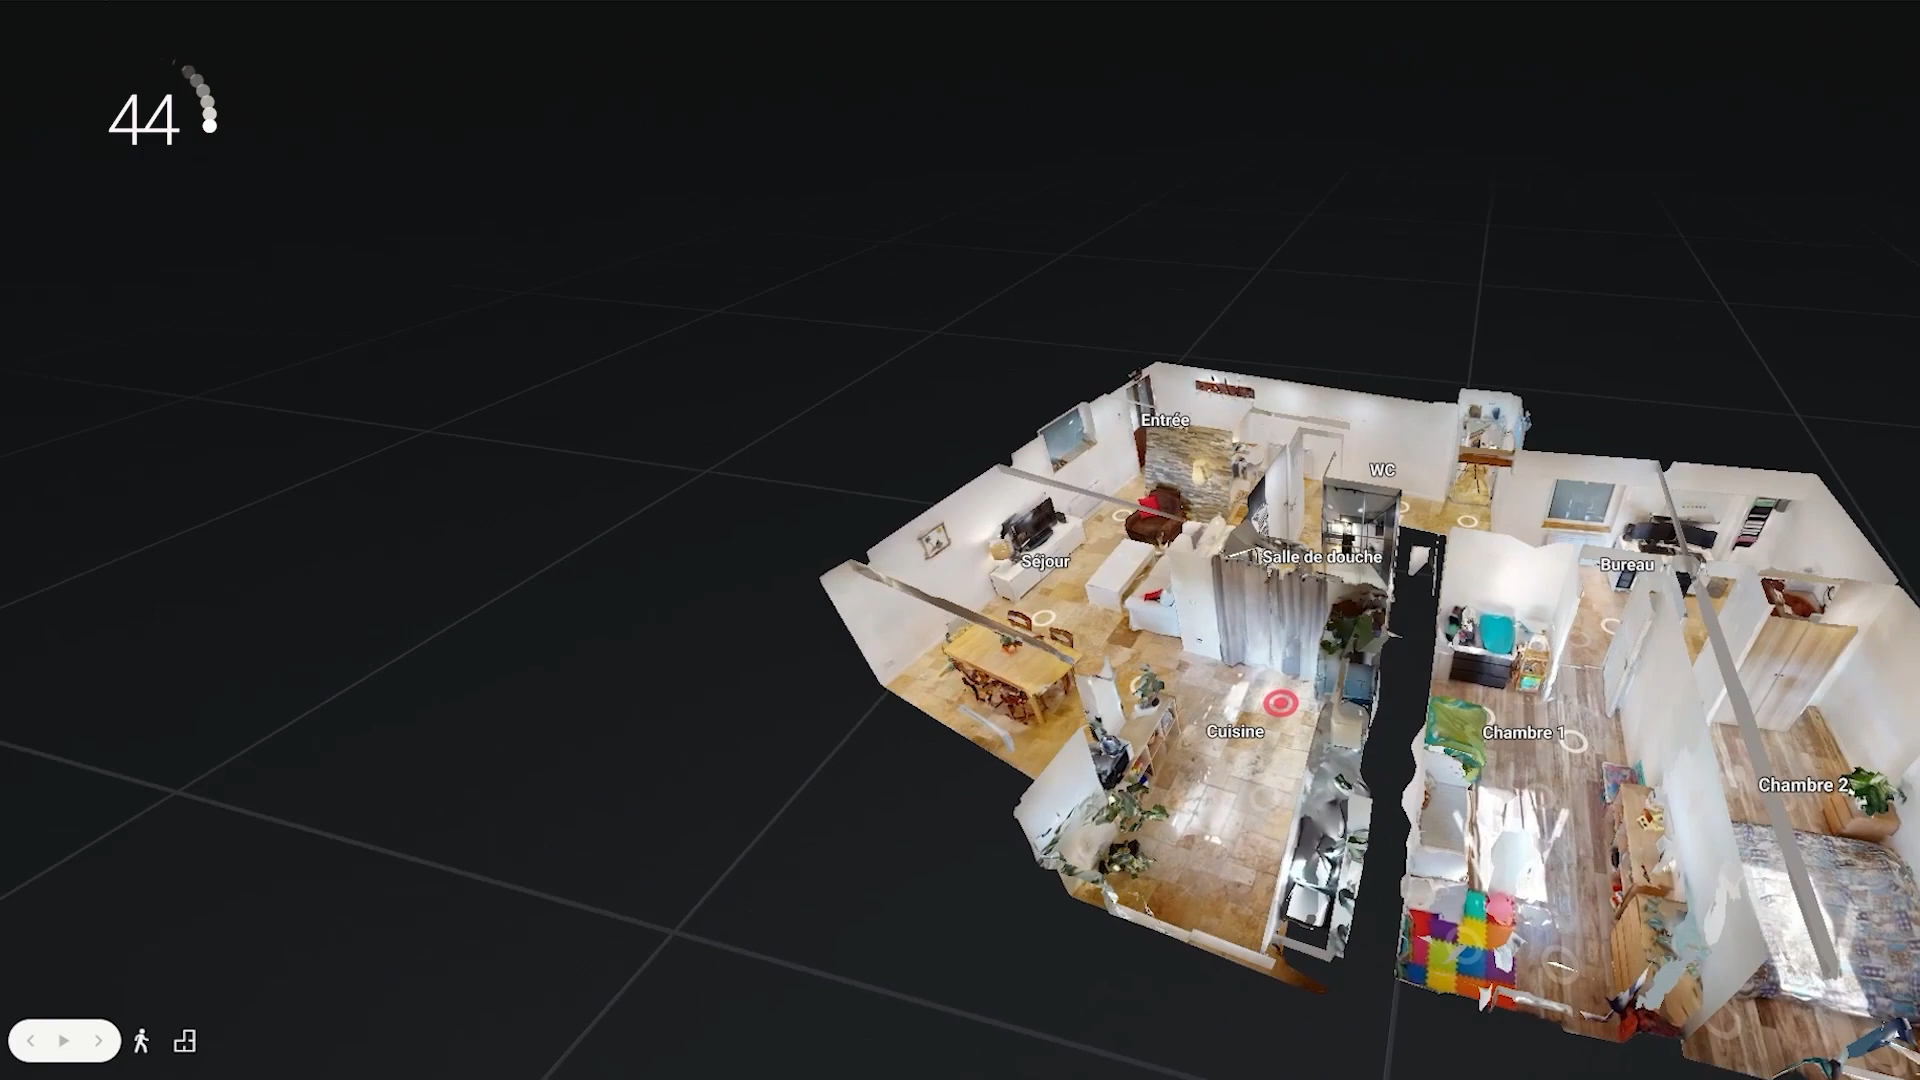 44
Entrée
WC
Séjour
Salle de douche
Bureau
Cuisine
Chambre 1
Chambre 2